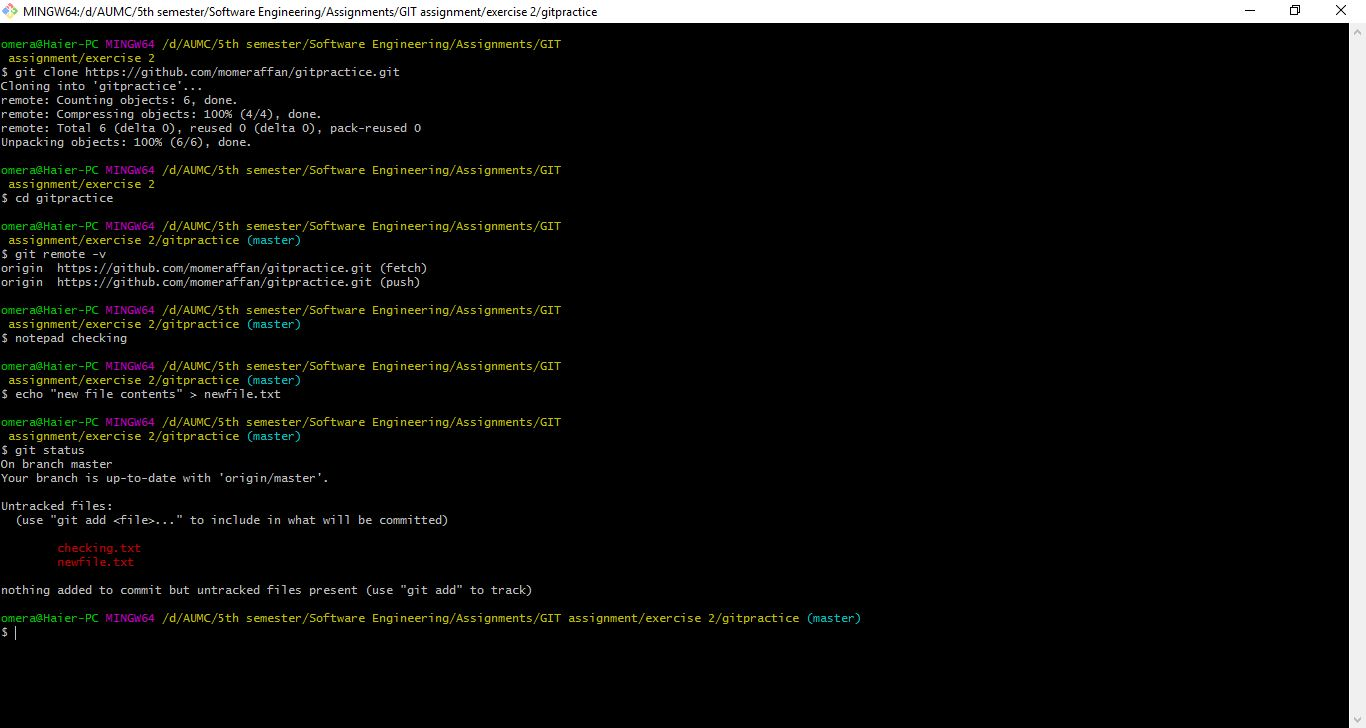 MINGW64:/d/AUMC/5th semester/Software Engineering/Assignments/GIT assignment/exercise 2/gitpractice
omera@Haier-PC MINGW64 /d/AUMC/5th semester/Software Engineering/Assignments/GIT
 assignment/exercise 2
$ git clone https://github.com/momeraffan/gitpractice.git
Cloning into 'gitpractice'...
remote: Counting objects: 6, done.
remote: Compressing objects: 100% (4/4), done.
remote: Total 6 (delta 0), reused 0 (delta 0), pack-reused 0
Unpacking objects: 100% (6/6), done.

omera@Haier-PC MINGW64 /d/AUMC/5th semester/Software Engineering/Assignments/GIT
 assignment/exercise 2
$ cd gitpractice

omera@Haier-PC MINGW64 /d/AUMC/5th semester/Software Engineering/Assignments/GIT
 assignment/exercise 2/gitpractice (master)
$ git remote -v
origin  https://github.com/momeraffan/gitpractice.git (fetch)
origin  https://github.com/momeraffan/gitpractice.git (push)

omera@Haier-PC MINGW64 /d/AUMC/5th semester/Software Engineering/Assignments/GIT
 assignment/exercise 2/gitpractice (master)
$ notepad checking

omera@Haier-PC MINGW64 /d/AUMC/5th semester/Software Engineering/Assignments/GIT
 assignment/exercise 2/gitpractice (master)
$ echo "new file contents" > newfile.txt

omera@Haier-PC MINGW64 /d/AUMC/5th semester/Software Engineering/Assignments/GIT
 assignment/exercise 2/gitpractice (master)
$ git status
On branch master
Your branch is up-to-date with 'origin/master'.

Untracked files:
  (use "git add <file>..." to include in what will be committed)

        checking.txt
        newfile.txt

nothing added to commit but untracked files present (use "git add" to track)

omera@Haier-PC MINGW64 /d/AUMC/5th semester/Software Engineering/Assignments/GIT assignment/exercise 2/gitpractice (master)
$